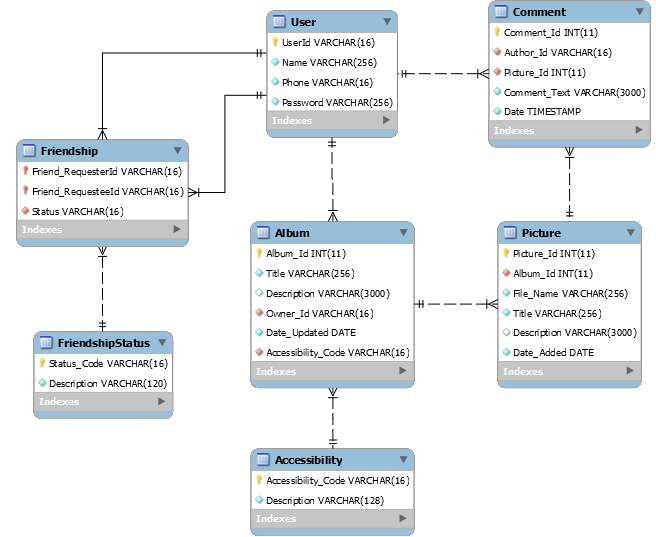 User
UserId VARCHAR(16)
Name VARCHAR(256)
Phone VARCHAR(16)
Password VARCHAR(256)
Indexes
Comment
Comment_Id INT(11)
Author_Id VARCHAR(16)
Picture_Id INT(11)
Comment_Text VARCHAR(3000)
Date TIMESTAMP
Indexes
Friendship
Friend_RequesterId VARCHAR(16)
Friend_RequesteeId VARCHAR(16)
Status VARCHAR(16)
Indexes
Album
Album_Id INT(11)
Title VARCHAR(256)
Description VARCHAR(3000)
Owner_Id VARCHAR(16)
Date_Updated DATE
Accessibility_Code VARCHAR(16)
Indexes
Picture
Picture_Id INT(11)
Album_Id INT(11)
File_Name VARCHAR(256)
Title VARCHAR(256)
Description VARCHAR(3000)
Date_Added DATE
Indexes
FriendshipStatus
Status_Code VARCHAR(16)
Description VARCHAR(120)
Indexes
Accessibility
Accessibility_Code VARCHAR(16)
Description VARCHAR(128)
Indexes